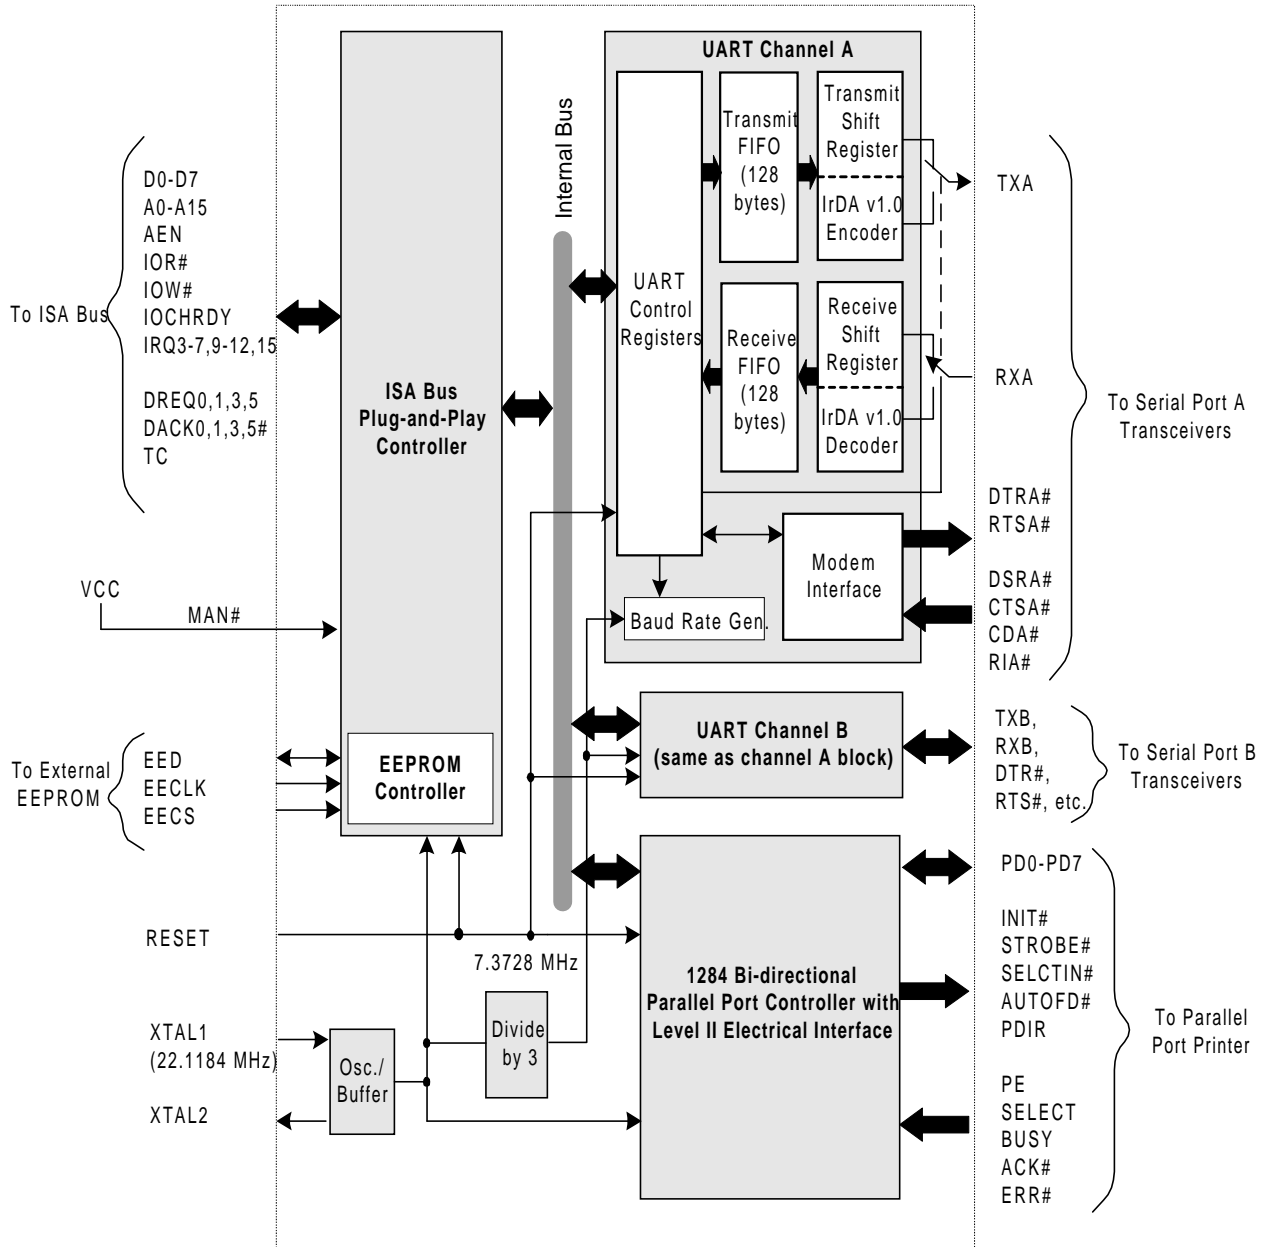 To ISA Bus
D0-D7
A0-A15
AEN
IOR#
IOW#
IOCHRDY
IRQ3-7,9-12,15
DREQ0,1,3,5
DACK0,1,3,5#
TC
VCC
MAN#
To External
EEPROM
EED
EECLK
EECS
RESET
XTAL1
(22.1184 MHz)
XTAL2
ISA Bus
Plug-and-Play
Controller
EEPROM
Controller
Osc./
Buffer
7.3728 MHz
Divide
by 3
Internal Bus
UART Channel A
UART
Control
Registers
Transmit
FIFO
(128
bytes)
Transmit
Shift
Register
IrDA v1.0
Encoder
Receive
FIFO
(128
bytes)
Receive
Shift
Register
IrDA v1.0
Decoder
Modem
Interface
Baud Rate Gen.
UART Channel B
(same as channel A block)
1284 Bi-directional
Parallel Port Controller with
Level II Electrical Interface
TXA
RXA
DTRA#
RTSA#
DSRA#
CTSA#
CDA#
RIA#
To Serial Port A
Transceivers
TXB,
RXB,
DTR#,
RTS#, etc.
To Serial Port B
Transceivers
PD0-PD7
INIT#
STROBE#
SELCTIN#
AUTOFD#
PDIR
PE
SELECT
BUSY
ACK#
ERR#
To Parallel
Port Printer